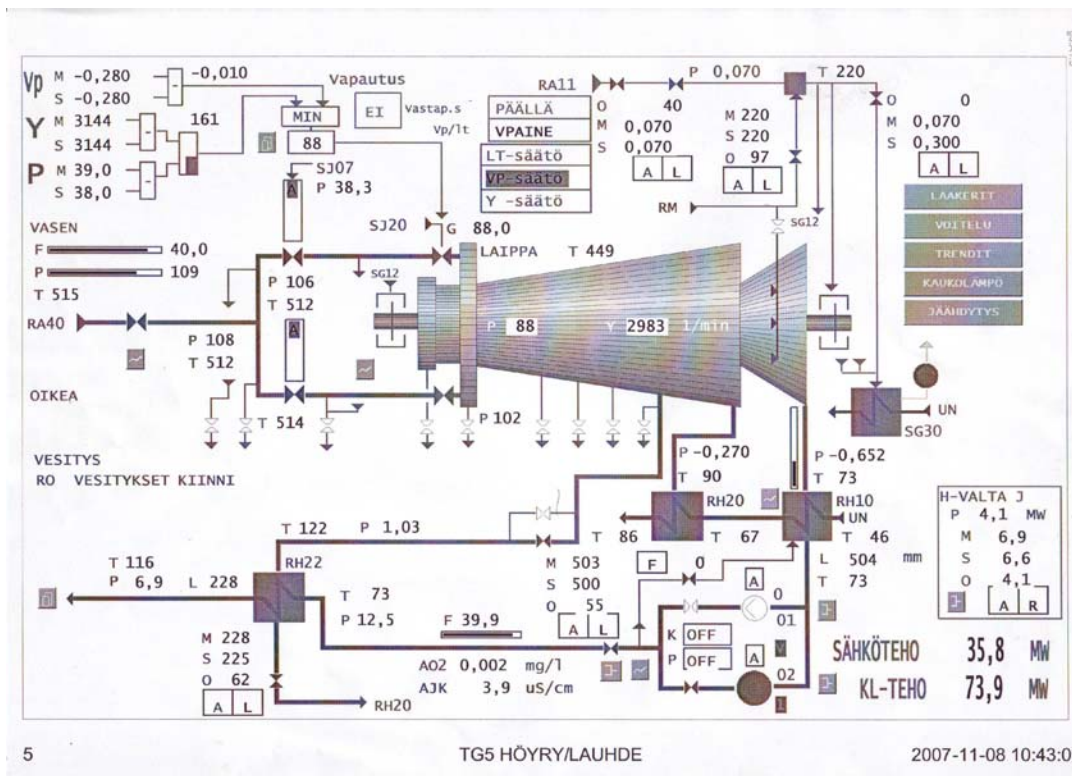 Vp M -0,280 -0,010
S -0,280
Y M 3144 161
S 3144
P M 39,0
S 38,0
Vapautus
MIN
88
EI
Vastap.s
Vp/lt
SJ07
A
P 38,3
RA11
PÄÄLLÄ
VPAINE
LT-säätö
VP-säätö
Y -säätö
P 0,070
T 220
O 40
M 0,070
S 0,070
A L
M 220
S 220
O 97
A L
O 0
M 0,070
S 0,300
A L
RM
SG12
LAAKERIT
VOITELU
TRENDIT
KAUKOLÄMPÖ
JÄÄHDYTYS
VASEN
F 40,0
P 109
T 515
SJ20
G 88,0
LAIPPA T 449
SG12
P 106
T 512
A
RA40
P 108
T 512
P 88 Y 2983 l/min
OIKEA
T 514
P 102
UN
SG30
VESITYS
RO VESITYKSET KIINNI
P -0,270
T 90
RH20
P -0,652
T 73
RH10
UN
T 86
T 67
T 46
L 504 mm
T 73
H-VALTA J
P 4,1 MW
M 6,9
S 6,6
O 4,1
A R
T 122 P 1,03
RH22
T 116
P 6,9 L 228
T 73
P 12,5
F 39,9
M 503
S 500
O 55
A L
F 0
A
0
01
K OFF
P OFF
V
A
02
1
M 228
S 225
O 62
A L
RH20
AO2 0,002 mg/l
AJK 3,9 uS/cm
SÄHKÖTEHO 35,8 MW
KL-TEHO 73,9 MW
5 TG5 HÖYRY/LAUHDE 2007-11-08 10:43:0